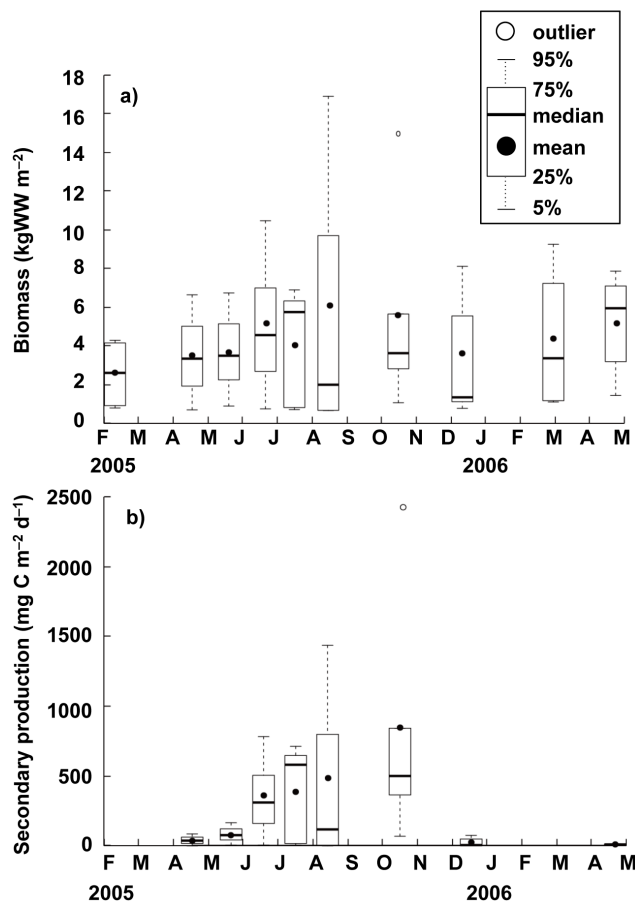 outlier
95%
75%
median
mean
25%
5%
a)
Biomass (kgWW m⁻²)
18
16
14
12
10
8
6
4
2
0
F M A M J J A S O N D J F M A M
2005 2006
b)
Secondary production (mg C m⁻² d⁻¹)
2500
2000
1500
1000
500
0
F M A M J J A S O N D J F M A M
2005 2006